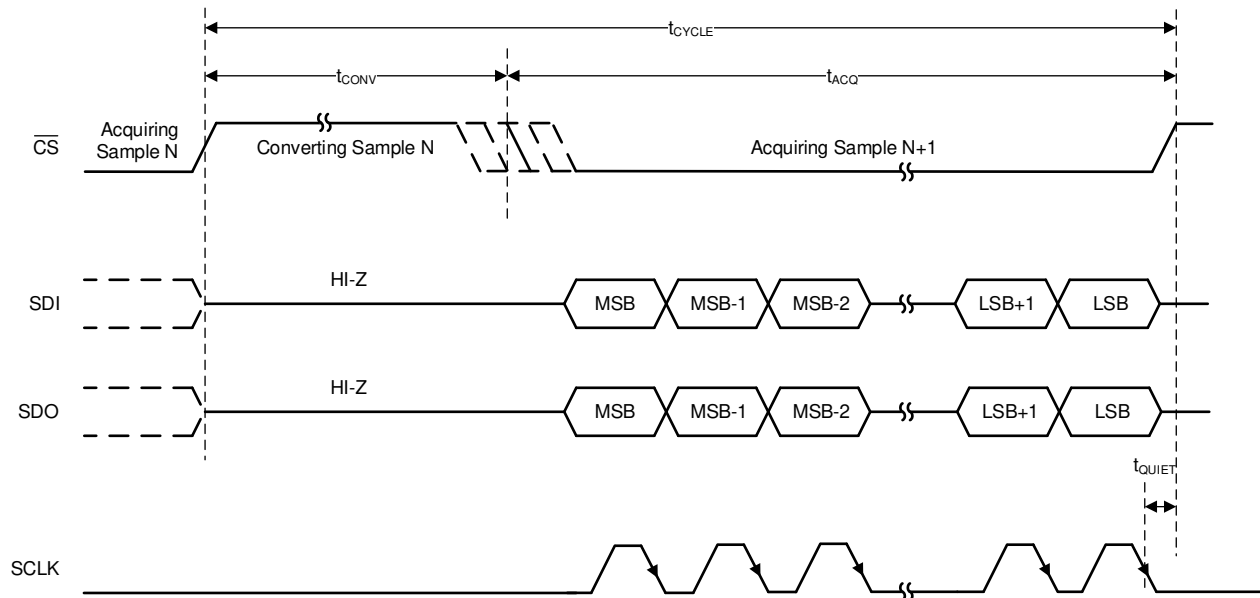 tCYCLE
tCONV
tACQ
CS
Acquiring
Sample N
Converting Sample N
Acquiring Sample N+1
SDI
HI-Z
MSB
MSB-1
MSB-2
LSB+1
LSB
SDO
HI-Z
MSB
MSB-1
MSB-2
LSB+1
LSB
tQUIET
SCLK